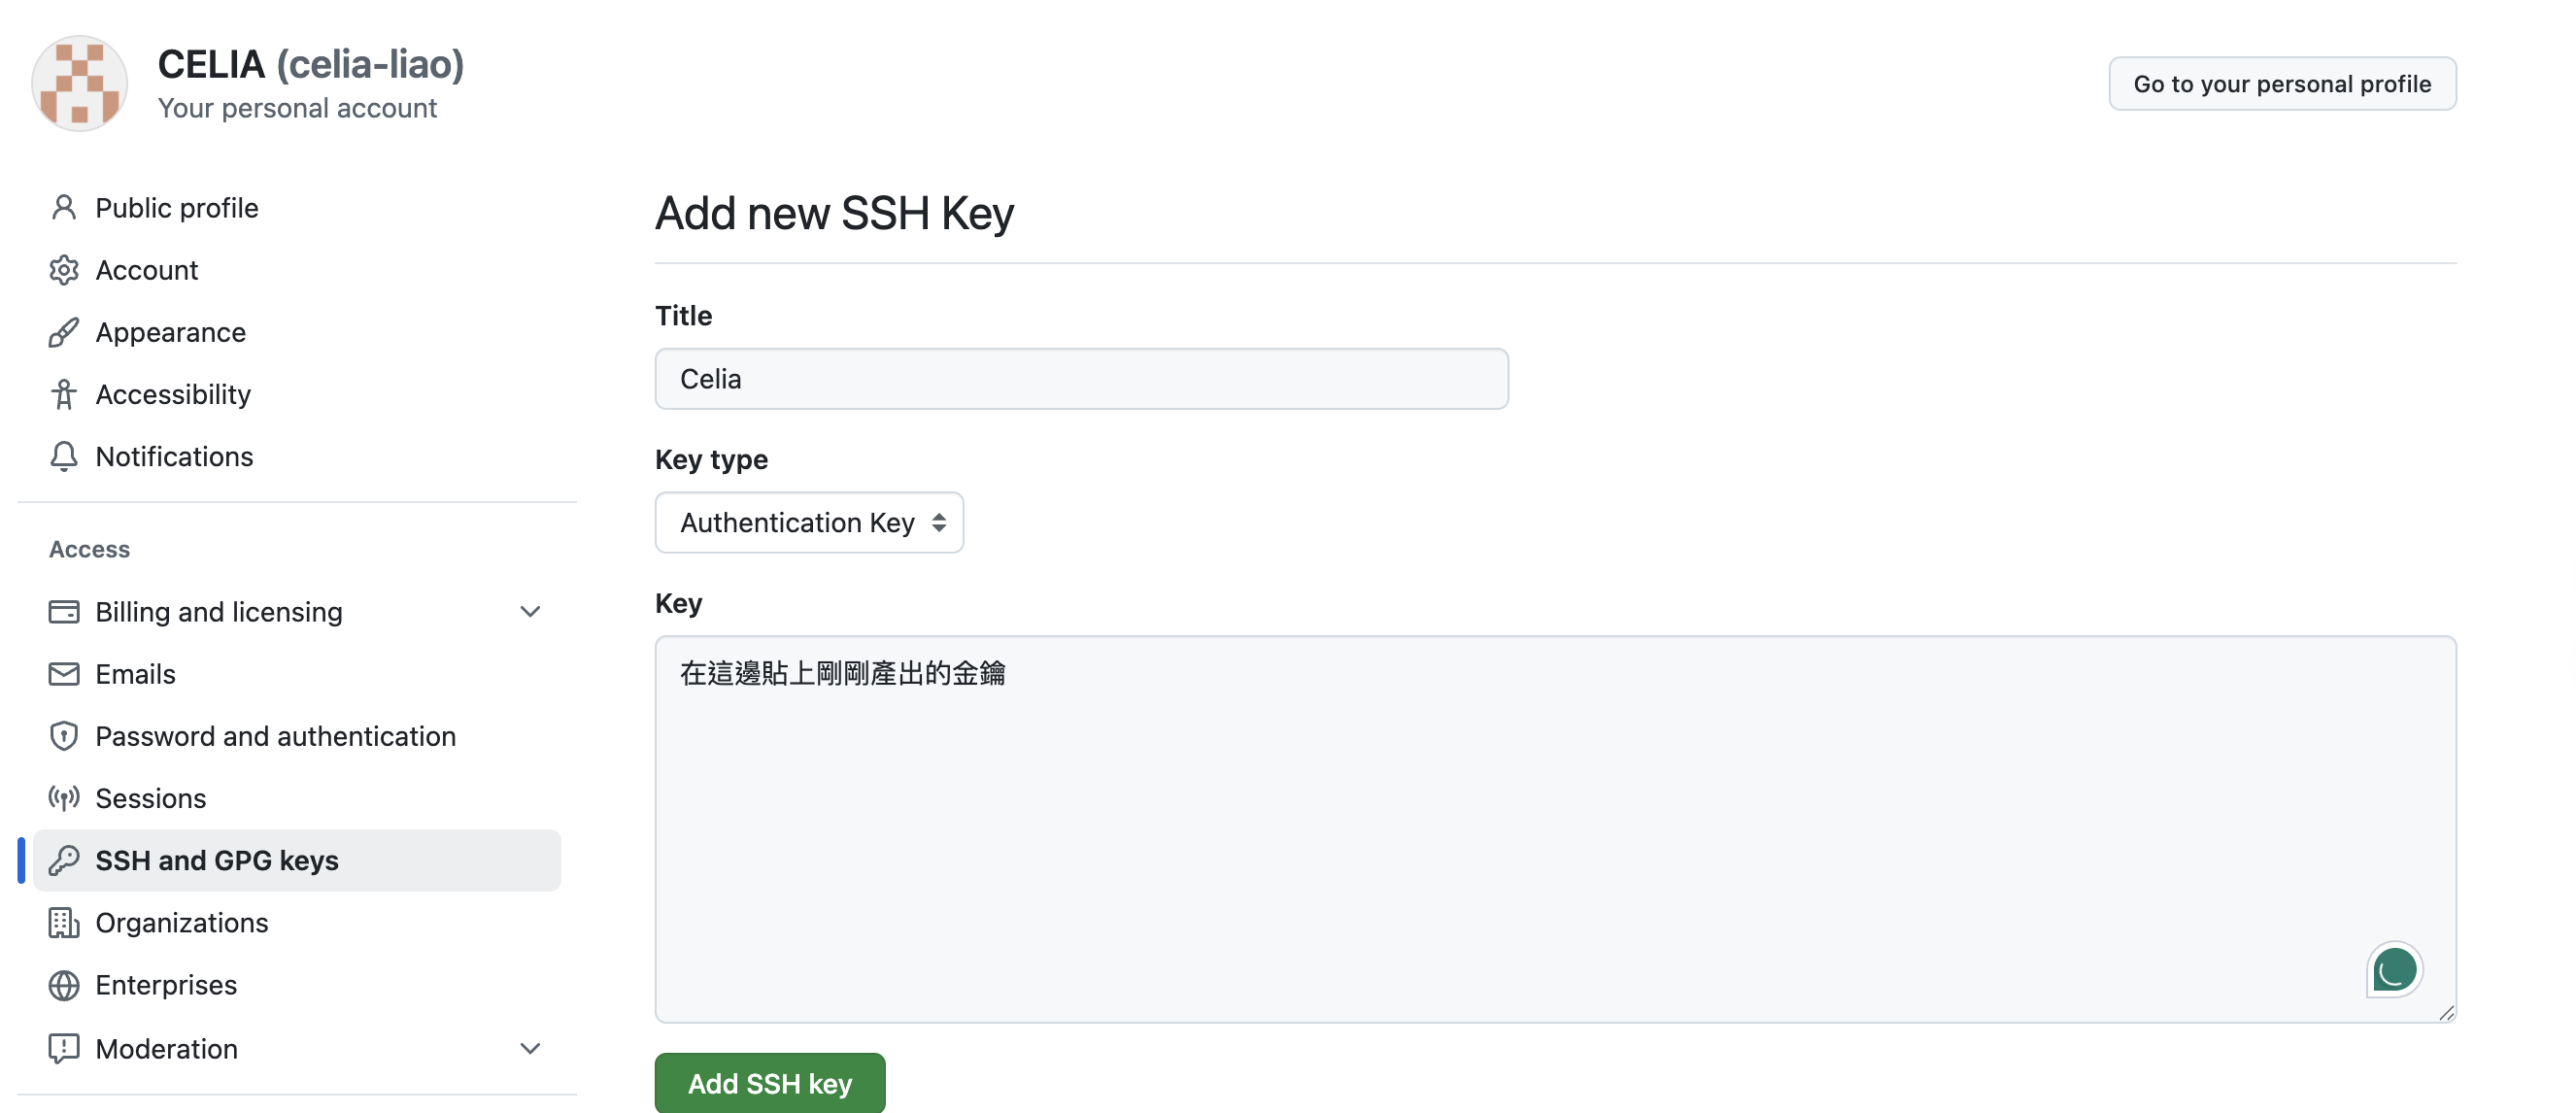 CELIA (celia-liao)
Your personal account
Go to your personal profile
Public profile
Account
Appearance
Accessibility
Notifications
Access
Billing and licensing
Emails
Password and authentication
Sessions
SSH and GPG keys
Organizations
Enterprises
Moderation
Add new SSH Key
Title
Celia
Key type
Authentication Key
Key
在這邊貼上剛剛產出的金鑰
Add SSH key